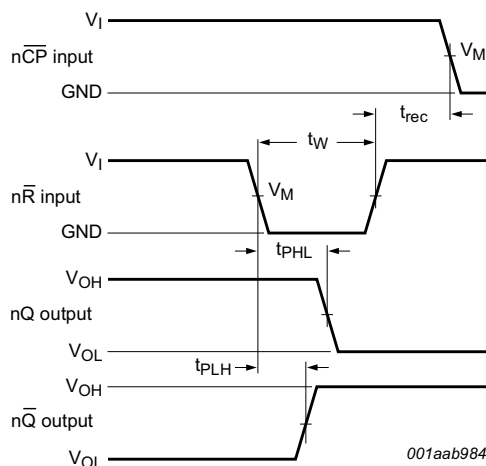 V_I
nC̅P̅ input
V_M
GND
t_rec
t_W
V_I
nR̅ input
V_M
GND
t_PHL
V_OH
nQ output
V_OL
t_PLH
V_OH
nQ̅ output
V_OL
001aab984